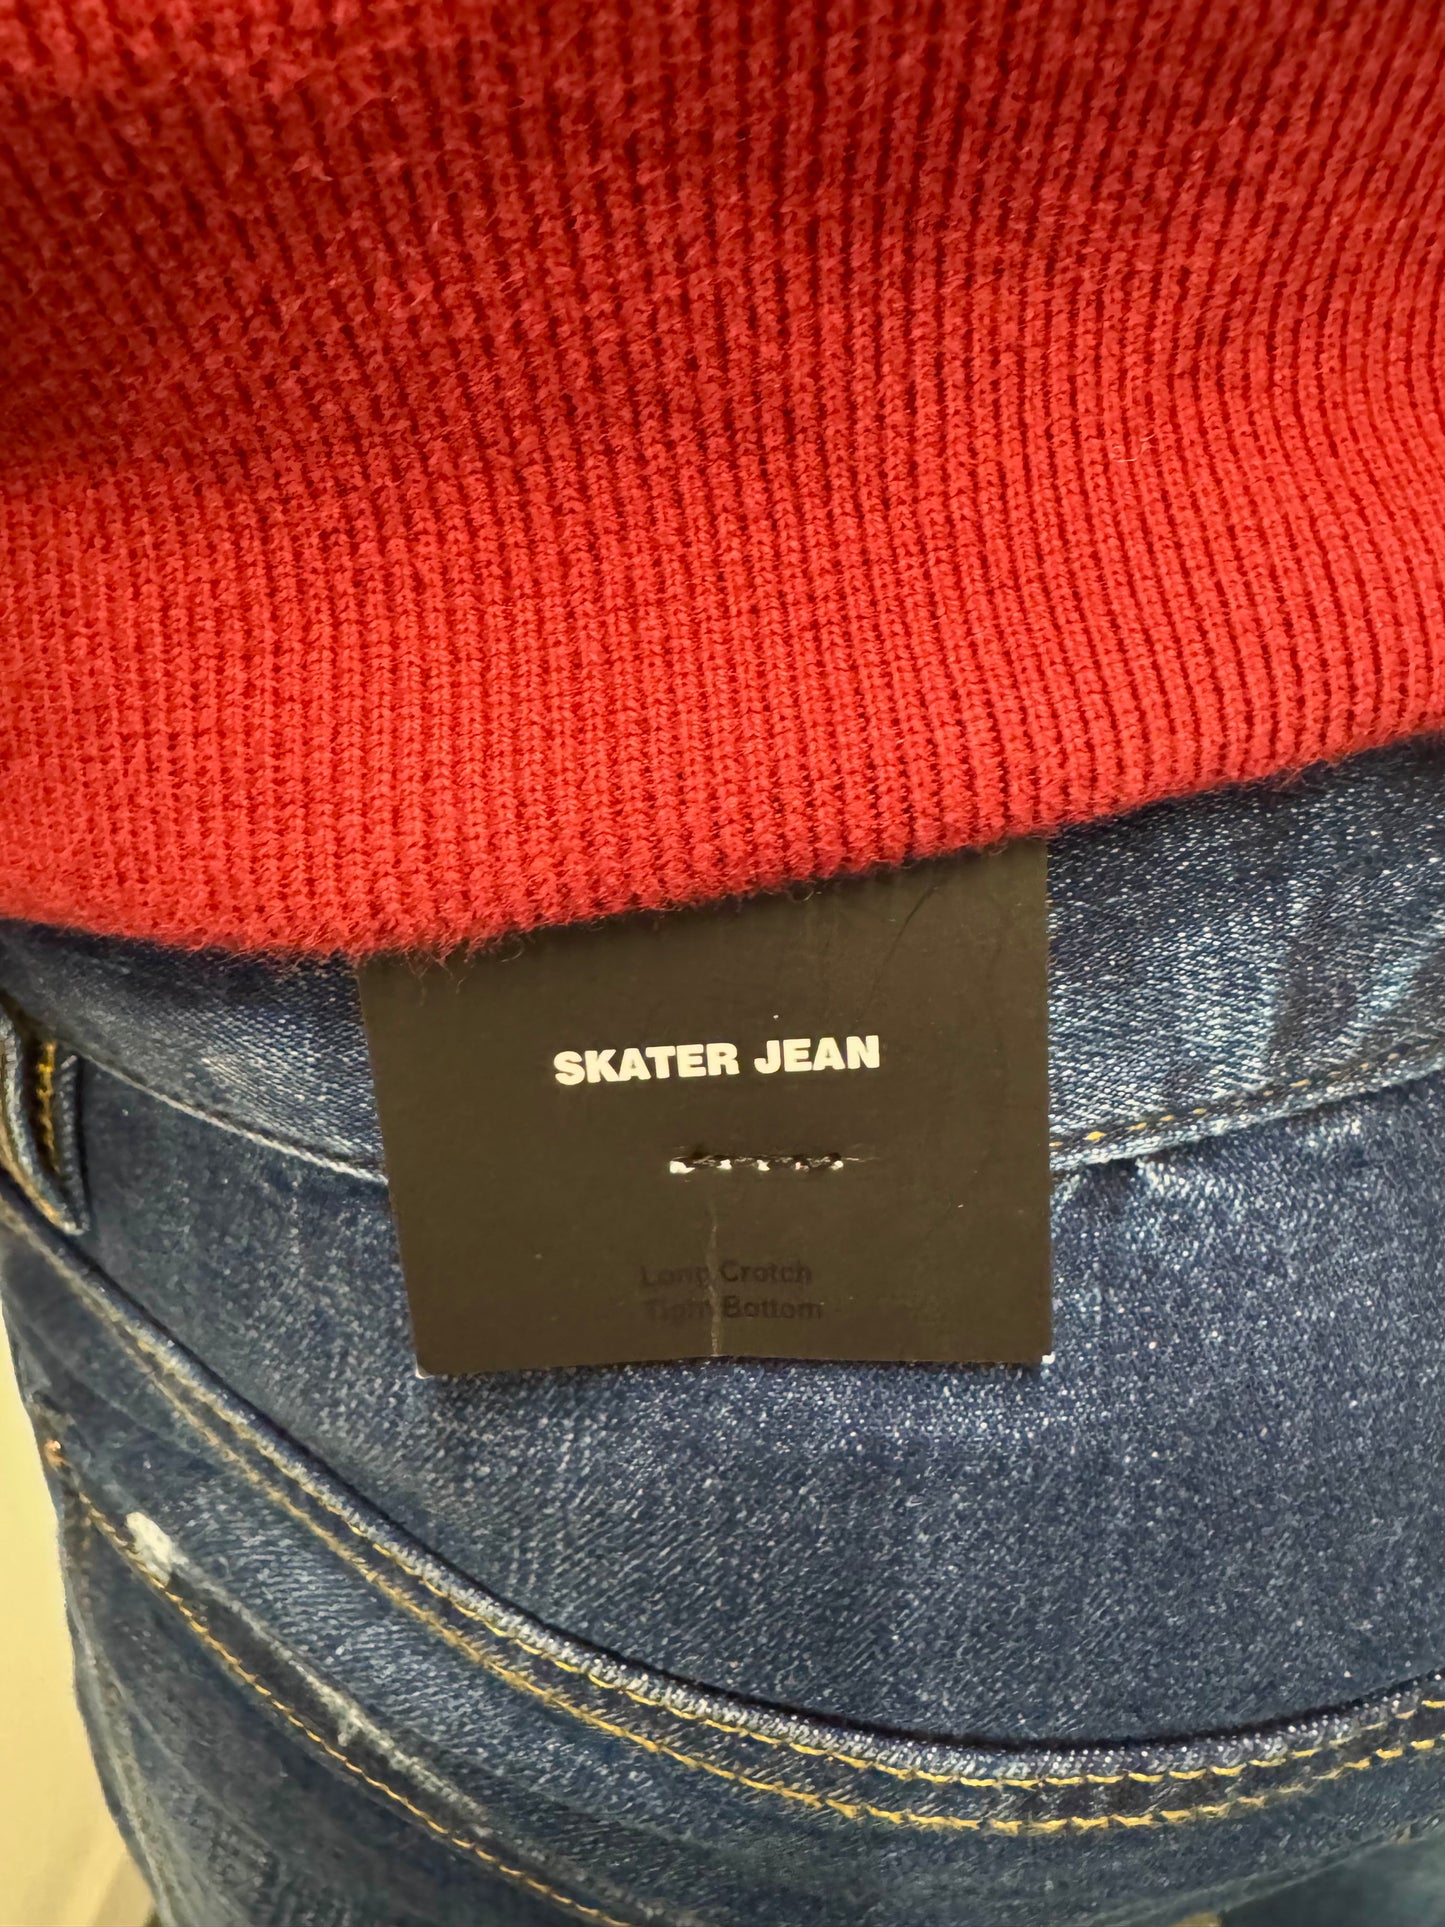 SKATER JEAN
Long Crotch
Tight Bottom